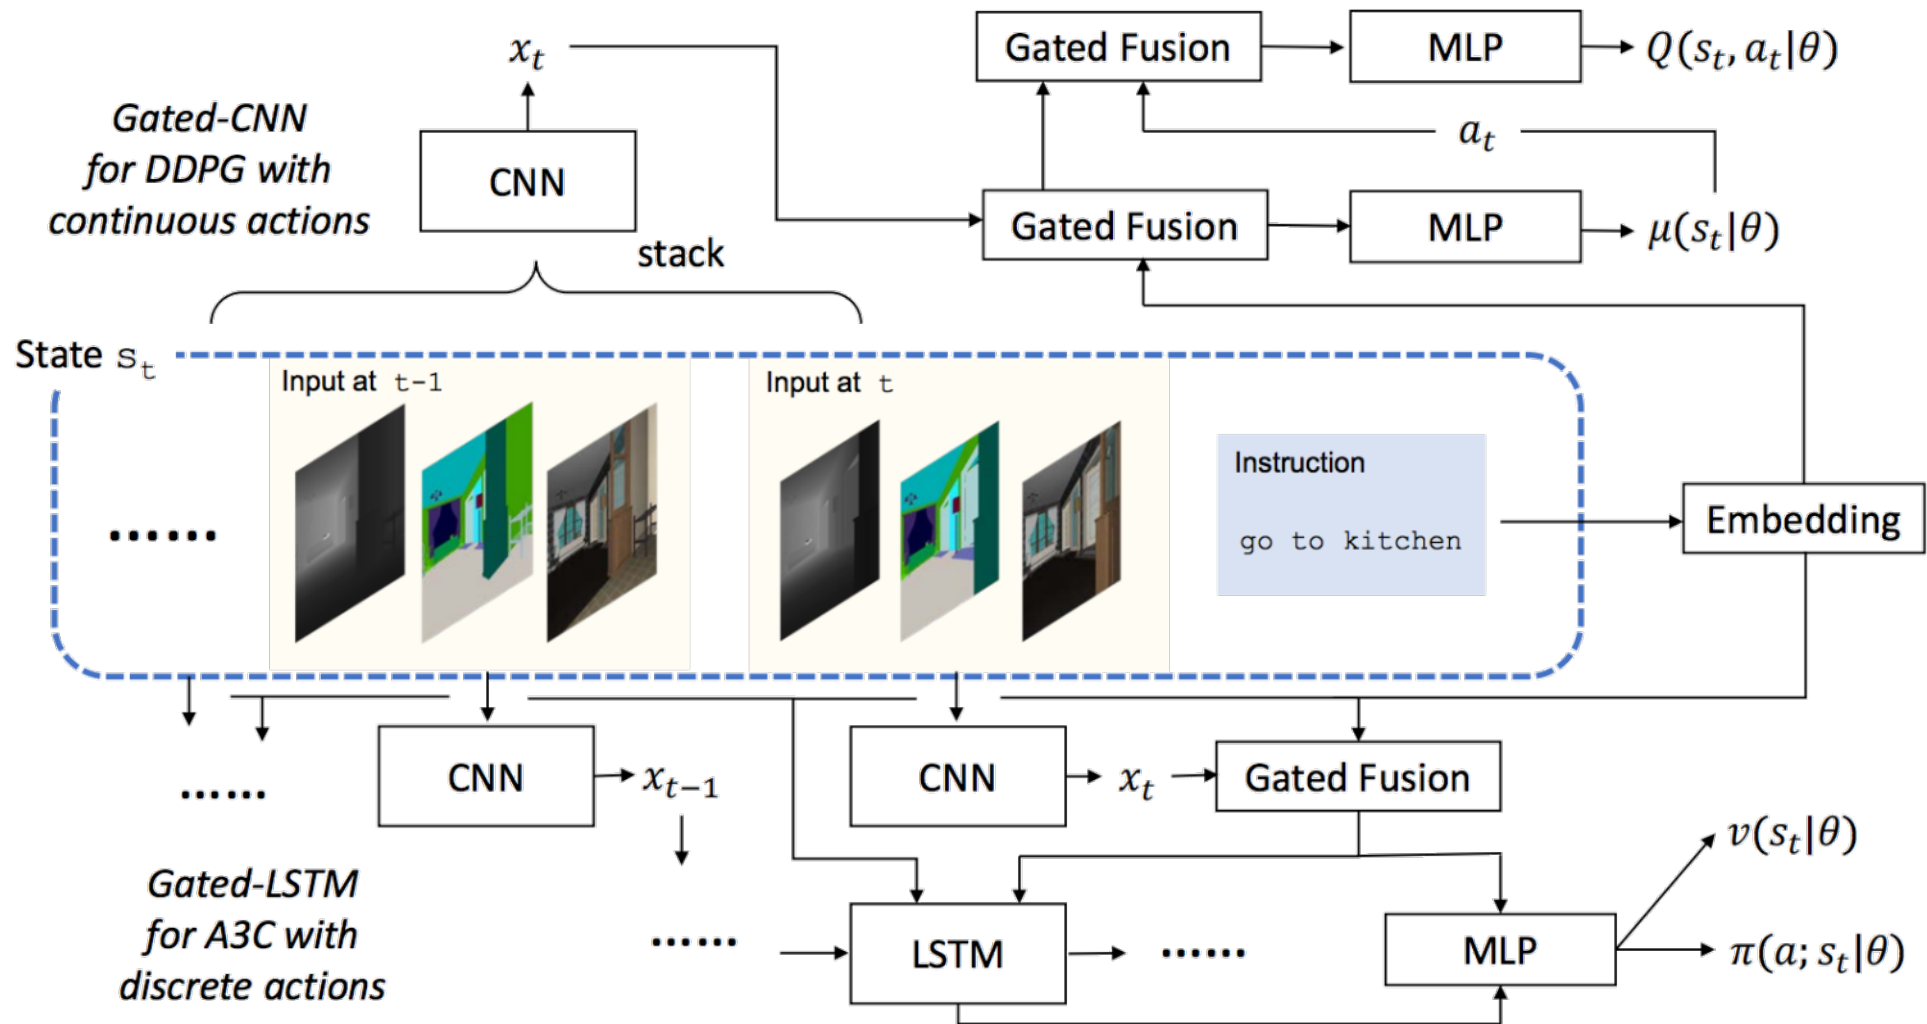 x_t
Gated Fusion
MLP
Q(s_t, a_t|θ)
Gated-CNN
for DDPG with
continuous actions
CNN
a_t
Gated Fusion
MLP
μ(s_t|θ)
stack
State s_t
Input at t-1
Input at t
Instruction
go to kitchen
......
Embedding
CNN
x_{t-1}
CNN
x_t
Gated Fusion
......
v(s_t|θ)
Gated-LSTM
for A3C with
discrete actions
......
LSTM
......
MLP
π(a; s_t|θ)